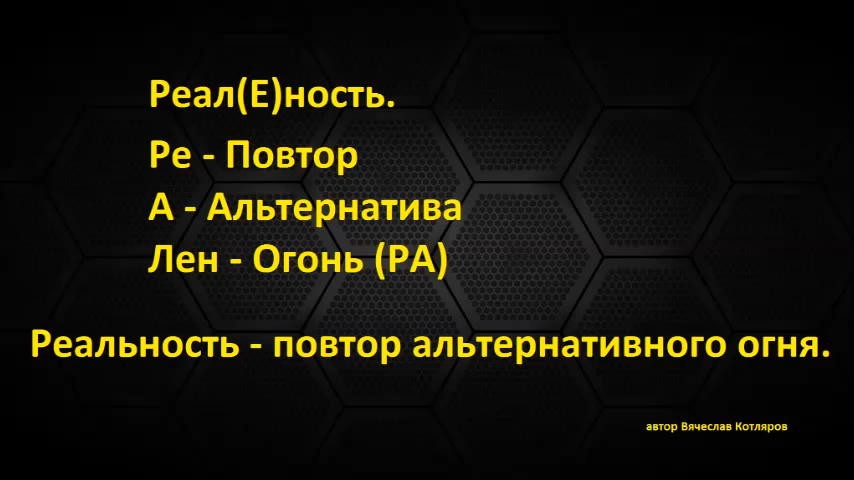 Реал(Е)ность.
Ре - Повтор
А - Альтернатива
Лен - Огонь (РА)
Реальность - повтор альтернативного огня.
автор Вячеслав Котляров